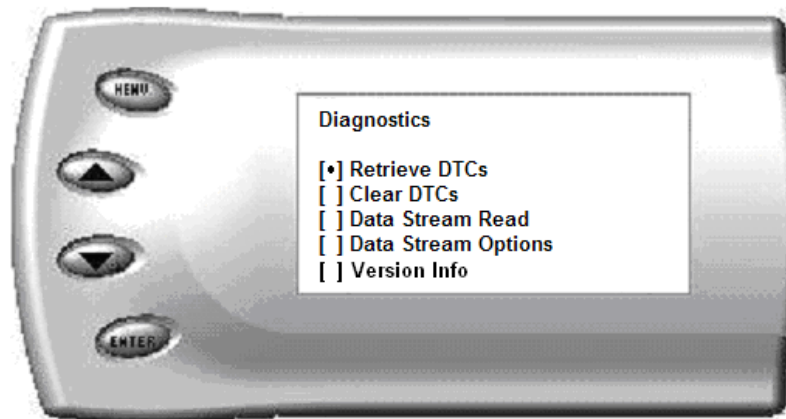 MENU
Diagnostics
[•] Retrieve DTCs
[ ] Clear DTCs
[ ] Data Stream Read
[ ] Data Stream Options
[ ] Version Info
ENTER